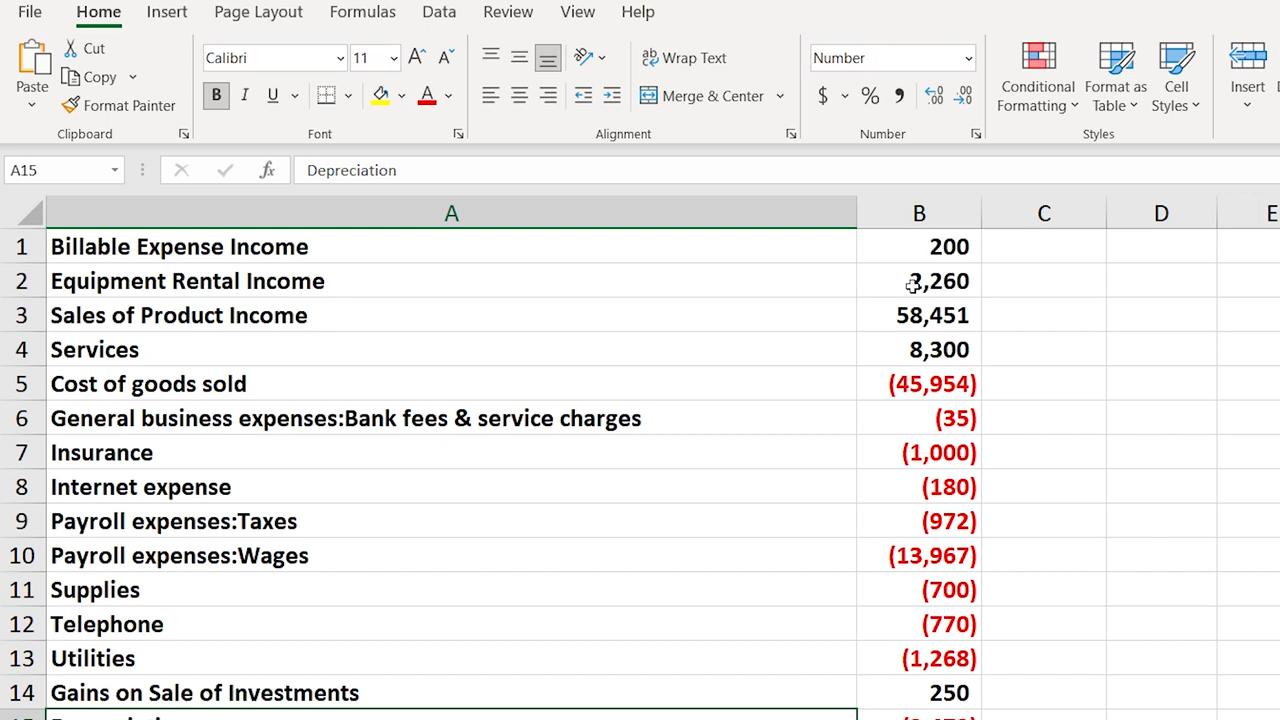 File Home Insert Page Layout Formulas Data Review View Help
Paste Cut Copy Format Painter Clipboard
Calibri 11 A A B I U A Font
ab Wrap Text Merge & Center Alignment
Number $ % Number
Conditional Formatting Format as Table Cell Styles Styles
Insert
A15 fx Depreciation
A B C D E
1 Billable Expense Income 200
2 Equipment Rental Income ,260
3 Sales of Product Income 58,451
4 Services 8,300
5 Cost of goods sold (45,954)
6 General business expenses:Bank fees & service charges (35)
7 Insurance (1,000)
8 Internet expense (180)
9 Payroll expenses:Taxes (972)
10 Payroll expenses:Wages (13,967)
11 Supplies (700)
12 Telephone (770)
13 Utilities (1,268)
14 Gains on Sale of Investments 250